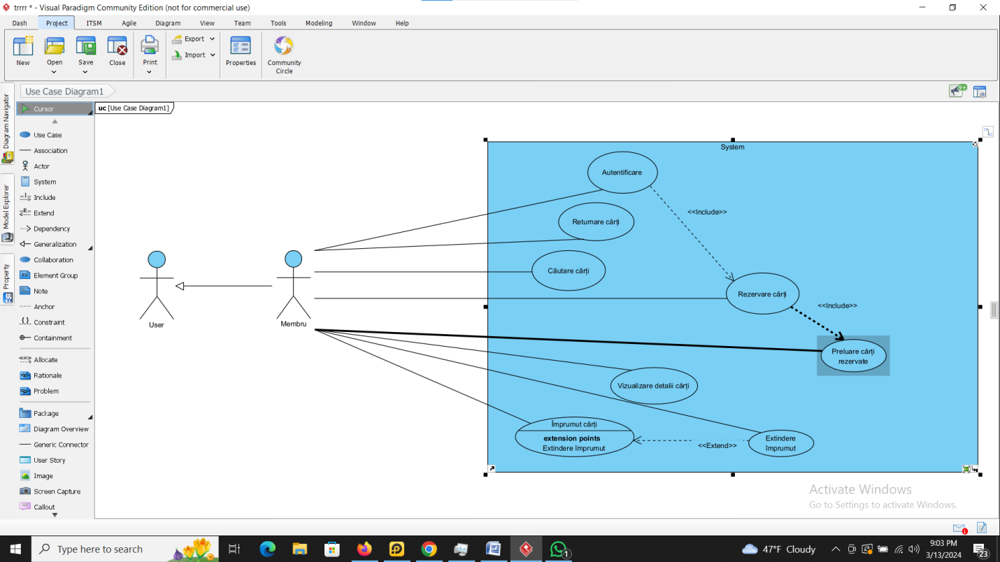 trrrr * - Visual Paradigm Community Edition (not for commercial use)
Dash Project ITSM Agile Diagram View Team Tools Modeling Window Help
New Open Save Close Print Export Import Properties Community Circle
Use Case Diagram1
Diagram Navigator
Model Explorer
Property
Cursor
Use Case
Association
Actor
System
Include
Extend
Dependency
Generalization
Collaboration
Element Group
Note
Anchor
Constraint
Containment
Allocate
Rationale
Problem
Package
Diagram Overview
Generic Connector
User Story
Image
Screen Capture
Callout
uc [Use Case Diagram1]
System
Autentificare
<<Include>>
Returnare cărți
Căutare cărți
Rezervare cărți
<<Include>>
User
Membru
Preluare cărți
rezervate
Vizualizare detalii cărți
Împrumut cărți
extension points
Extindere împrumut
<<Extend>>
Extindere
împrumut
Activate Windows
Go to Settings to activate Windows.
Type here to search
47°F Cloudy
9:03 PM
3/13/2024
23
1